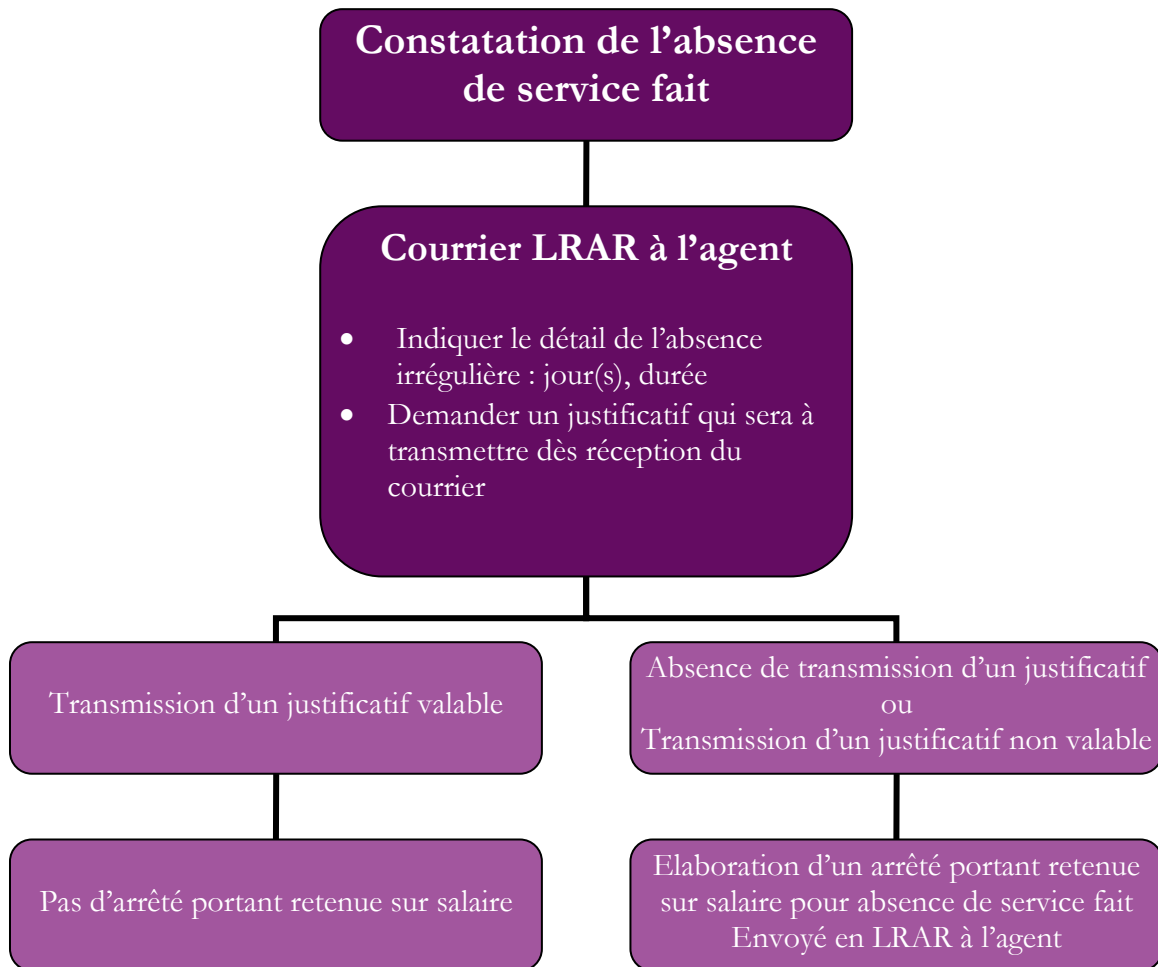 Constatation de l’absence
de service fait
Courrier LRAR à l’agent
• Indiquer le détail de l’absence
irrégulière : jour(s), durée
• Demander un justificatif qui sera à
transmettre dès réception du
courrier
Transmission d’un justificatif valable
Absence de transmission d’un justificatif
ou
Transmission d’un justificatif non valable
Pas d’arrêté portant retenue sur salaire
Elaboration d’un arrêté portant retenue
sur salaire pour absence de service fait
Envoyé en LRAR à l’agent